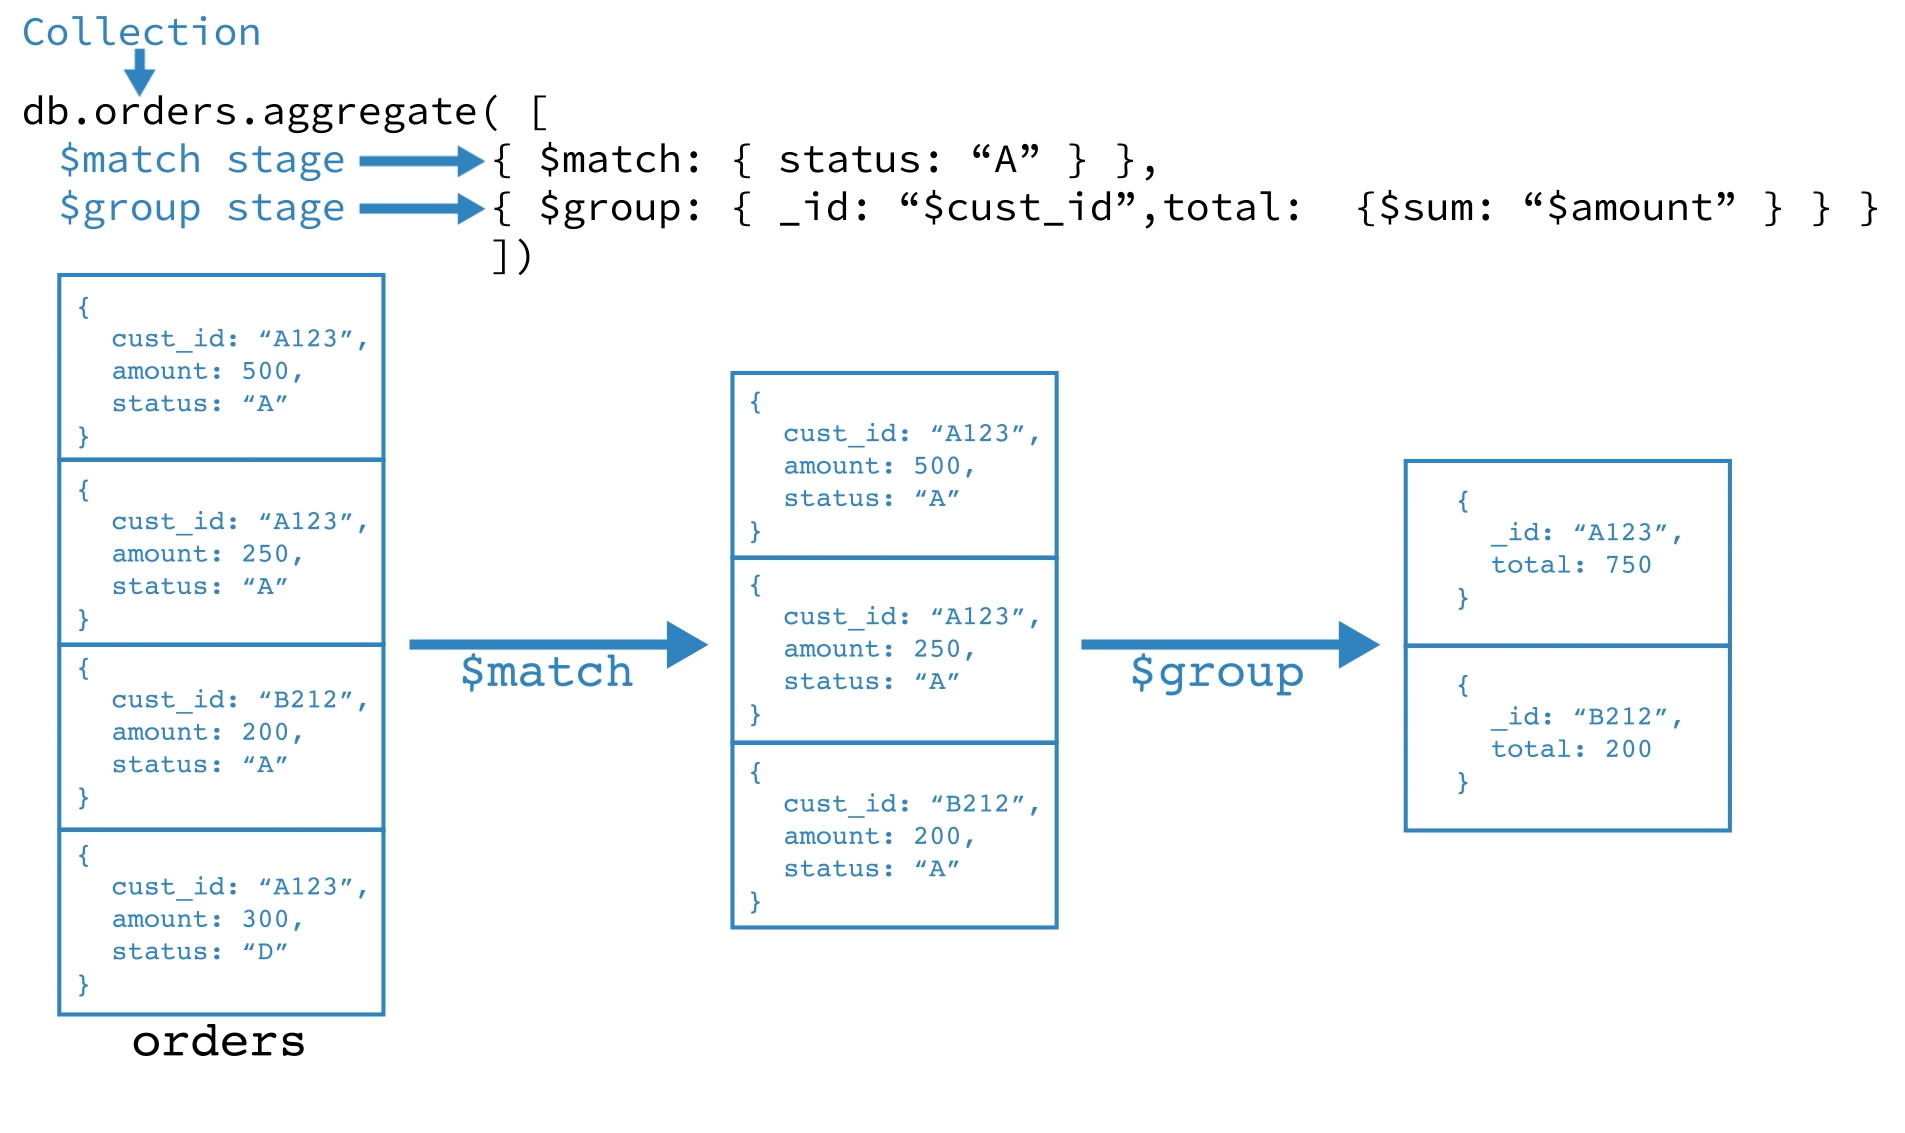 Collection
db.orders.aggregate( [
$match stage { $match: { status: “A” } },
$group stage { $group: { _id: “$cust_id”,total: {$sum: “$amount” } } }
])
{
cust_id: “A123”,
amount: 500,
status: “A”
}
{
cust_id: “A123”,
amount: 250,
status: “A”
}
{
cust_id: “B212”,
amount: 200,
status: “A”
}
{
cust_id: “A123”,
amount: 300,
status: “D”
}
orders
$match
{
cust_id: “A123”,
amount: 500,
status: “A”
}
{
cust_id: “A123”,
amount: 250,
status: “A”
}
{
cust_id: “B212”,
amount: 200,
status: “A”
}
$group
{
_id: “A123”,
total: 750
}
{
_id: “B212”,
total: 200
}